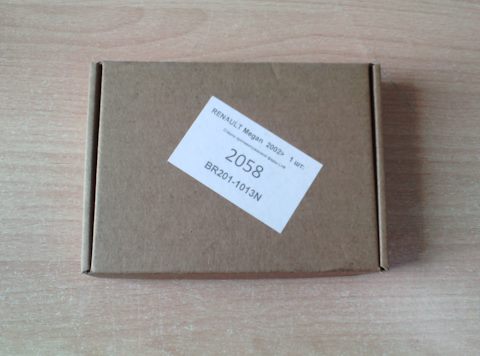 RENAULT Megan 2002> 1 шт.
2058
BR201-1013N